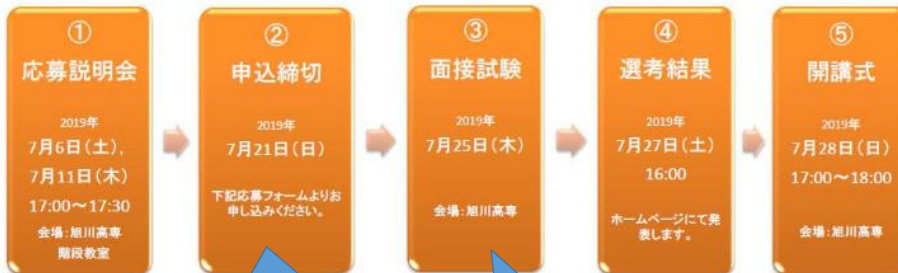 ①
応募説明会
2019年
7月6日(土),
7月11日(木)
17:00～17:30
会場:旭川高専
階段教室
②
申込締切
2019年
7月21日(日)
下記応募フォームよりお
申し込みください。
③
面接試験
2019年
7月25日(木)
会場:旭川高専
④
選考結果
2019年
7月27日(土)
16:00
ホームページにて発
表します。
⑤
開講式
2019年
7月28日(日)
17:00～18:00
会場:旭川高専